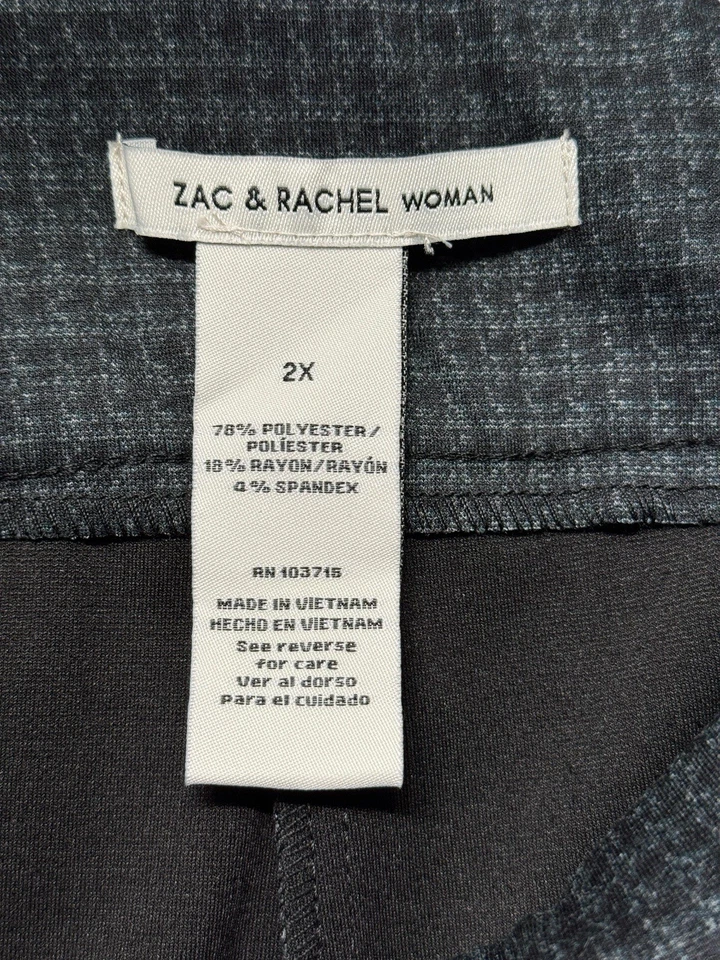 ZAC & RACHEL WOMAN
2X
78% POLYESTER/
POLÍESTER
18% RAYON/RAYÓN
4% SPANDEX
RN 103715
MADE IN VIETNAM
HECHO EN VIETNAM
See reverse
for care
Ver al dorso
Para el cuidado